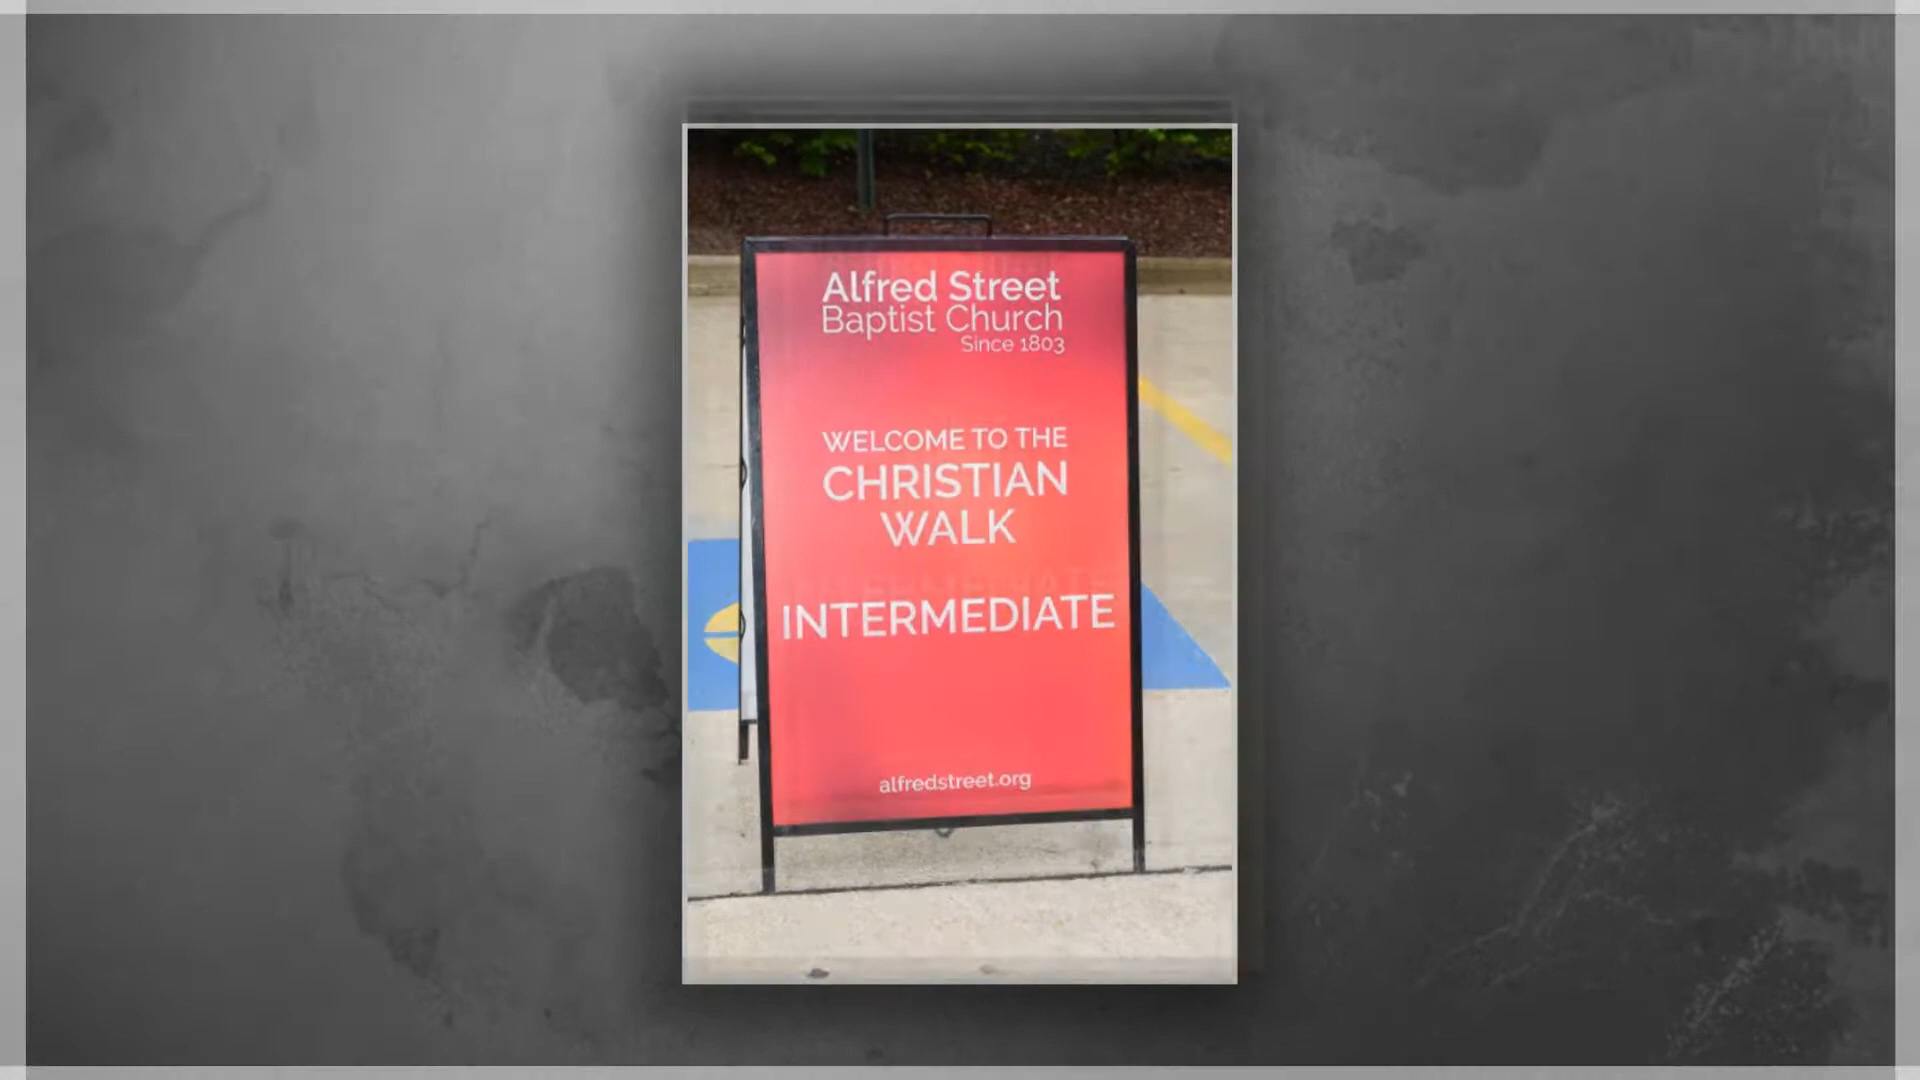 Alfred Street
Baptist Church
Since 1803
WELCOME TO THE
CHRISTIAN
WALK
INTERMEDIATE
alfredstreet.org